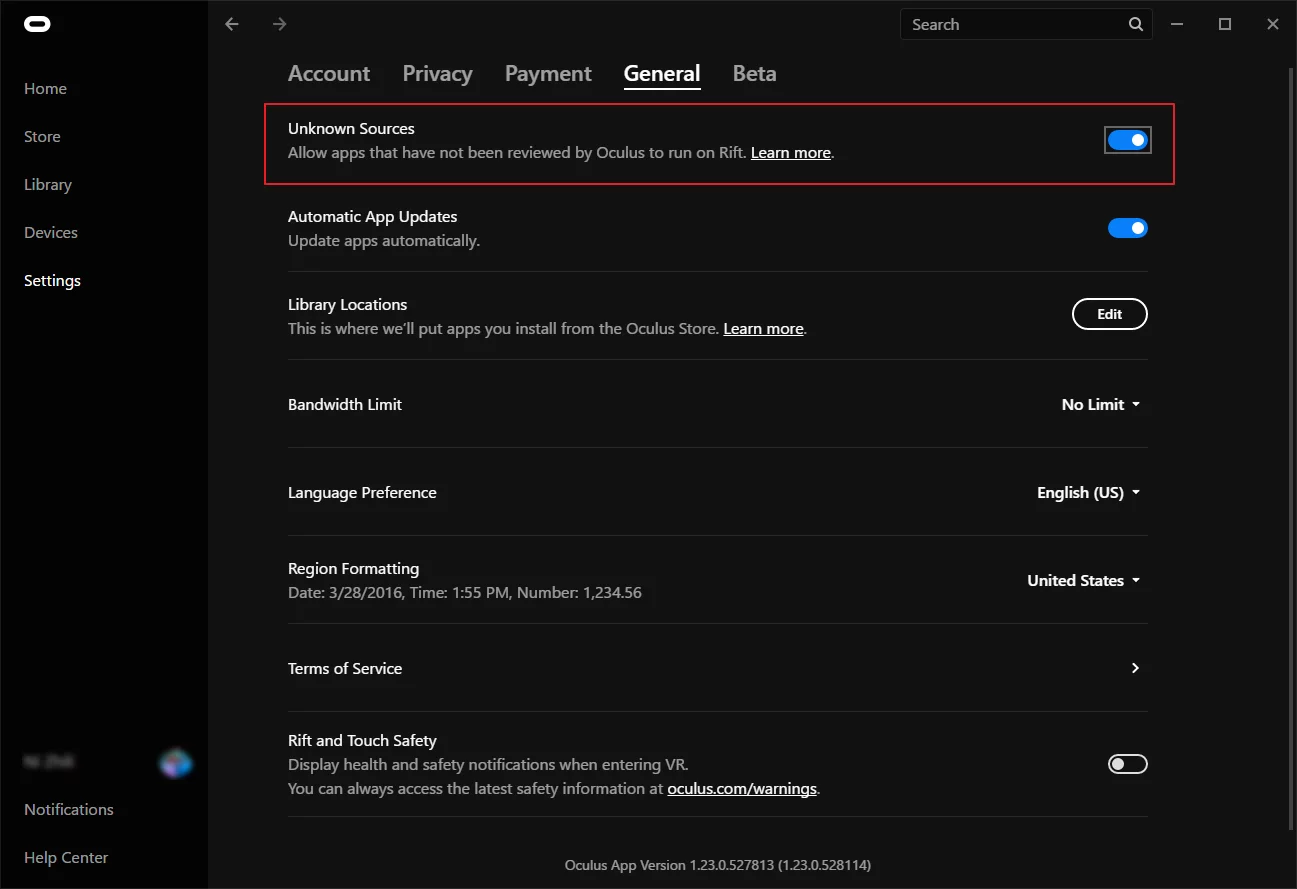 Search
Home
Store
Library
Devices
Settings
Account Privacy Payment General Beta
Unknown Sources
Allow apps that have not been reviewed by Oculus to run on Rift. Learn more.
Automatic App Updates
Update apps automatically.
Library Locations
This is where we'll put apps you install from the Oculus Store. Learn more.
Edit
Bandwidth Limit
No Limit
Language Preference
English (US)
Region Formatting
Date: 3/28/2016, Time: 1:55 PM, Number: 1,234.56
United States
Terms of Service
Rift and Touch Safety
Display health and safety notifications when entering VR.
You can always access the latest safety information at oculus.com/warnings.
Notifications
Help Center
Oculus App Version 1.23.0.527813 (1.23.0.528114)